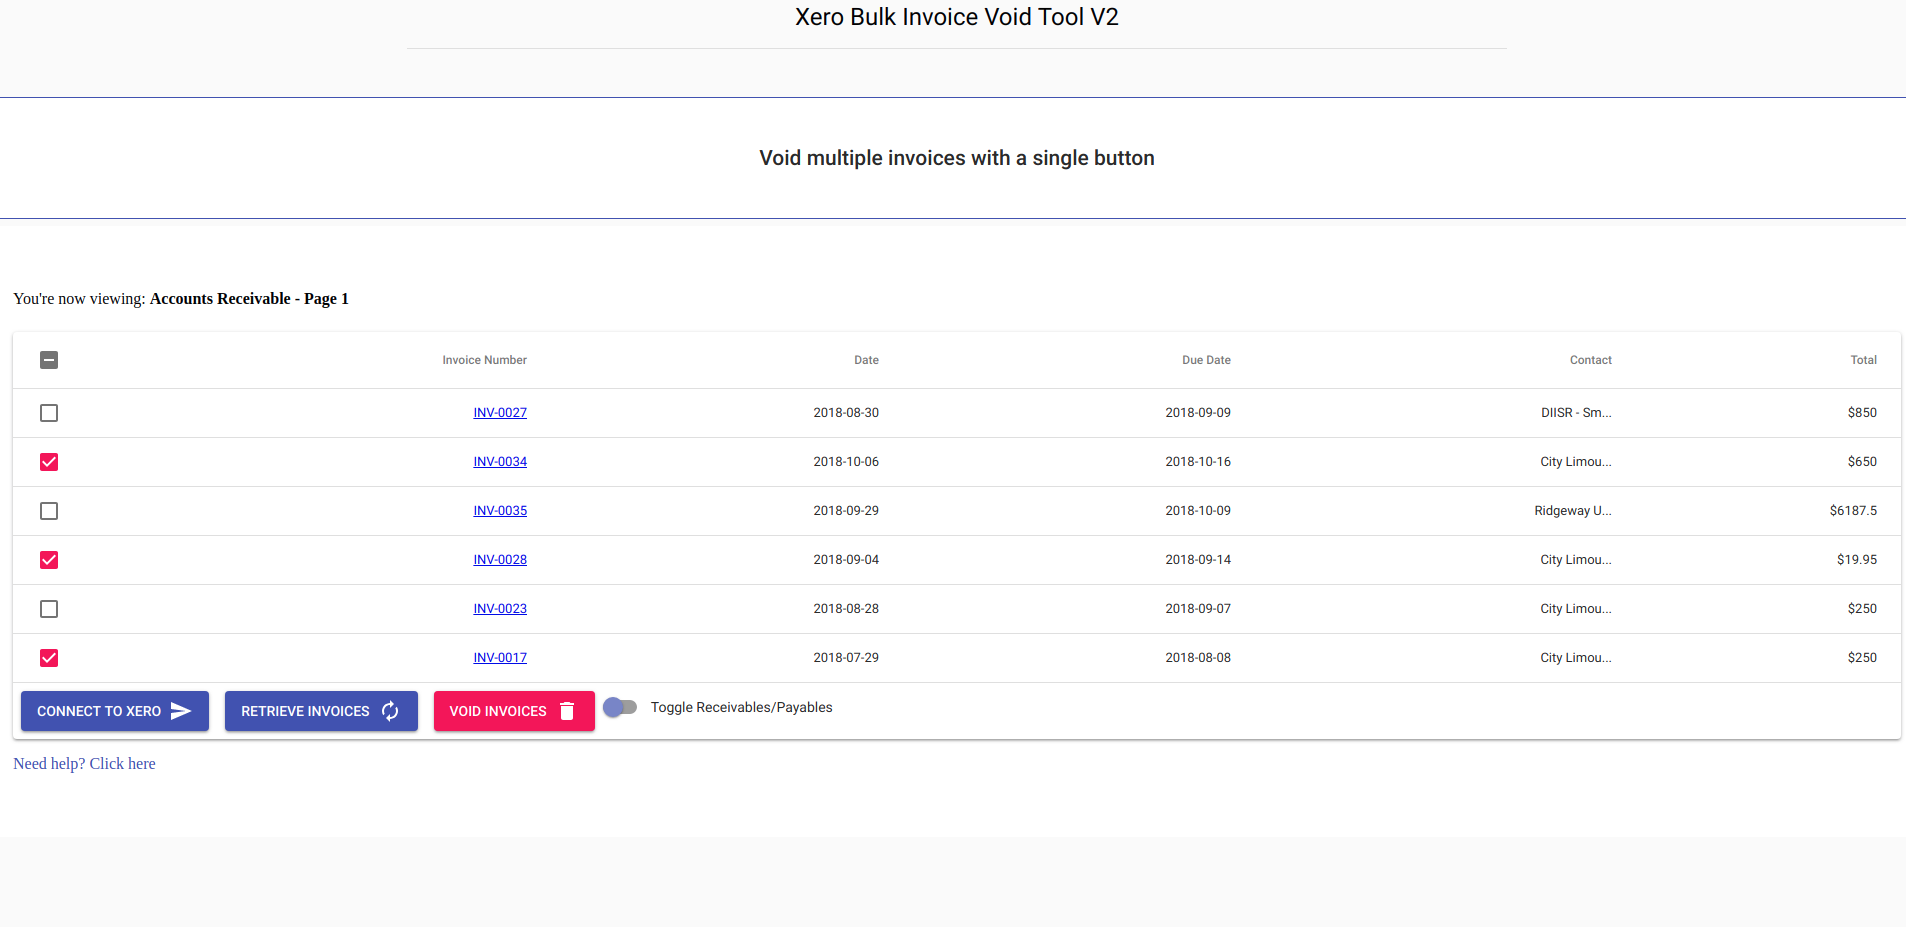 Xero Bulk Invoice Void Tool V2
Void multiple invoices with a single button
You're now viewing: Accounts Receivable - Page 1
Invoice Number Date Due Date Contact Total
INV-0027 2018-08-30 2018-09-09 DIISR - Sm... $850
INV-0034 2018-10-06 2018-10-16 City Limou... $650
INV-0035 2018-09-29 2018-10-09 Ridgeway U... $6187.5
INV-0028 2018-09-04 2018-09-14 City Limou... $19.95
INV-0023 2018-08-28 2018-09-07 City Limou... $250
INV-0017 2018-07-29 2018-08-08 City Limou... $250
CONNECT TO XERO RETRIEVE INVOICES VOID INVOICES Toggle Receivables/Payables
Need help? Click here